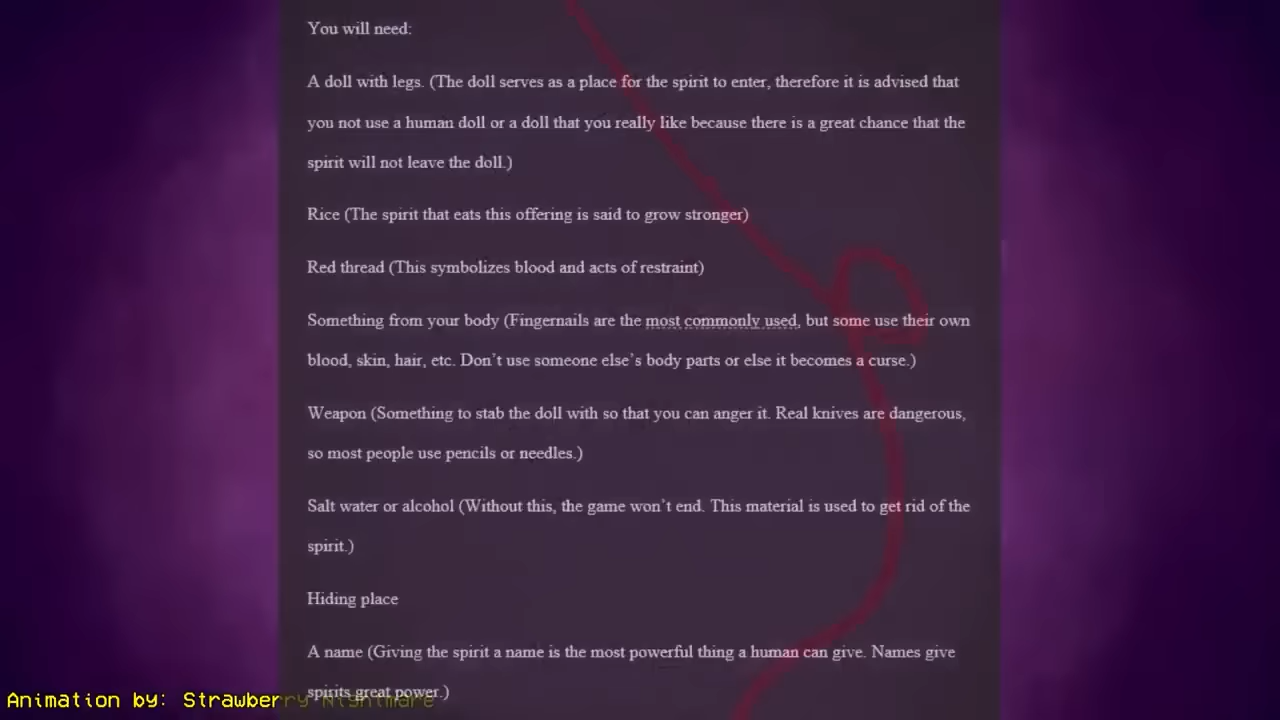 You will need:
A doll with legs. (The doll serves as a place for the spirit to enter, therefore it is advised that
you not use a human doll or a doll that you really like because there is a great chance that the
spirit will not leave the doll.)
Rice (The spirit that eats this offering is said to grow stronger)
Red thread (This symbolizes blood and acts of restraint)
Something from your body (Fingernails are the most commonly used, but some use their own
blood, skin, hair, etc. Don’t use someone else’s body parts or else it becomes a curse.)
Weapon (Something to stab the doll with so that you can anger it. Real knives are dangerous,
so most people use pencils or needles.)
Salt water or alcohol (Without this, the game won’t end. This material is used to get rid of the
spirit.)
Hiding place
A name (Giving the spirit a name is the most powerful thing a human can give. Names give
spirits great power.)
Animation by: Strawberry Nightmare